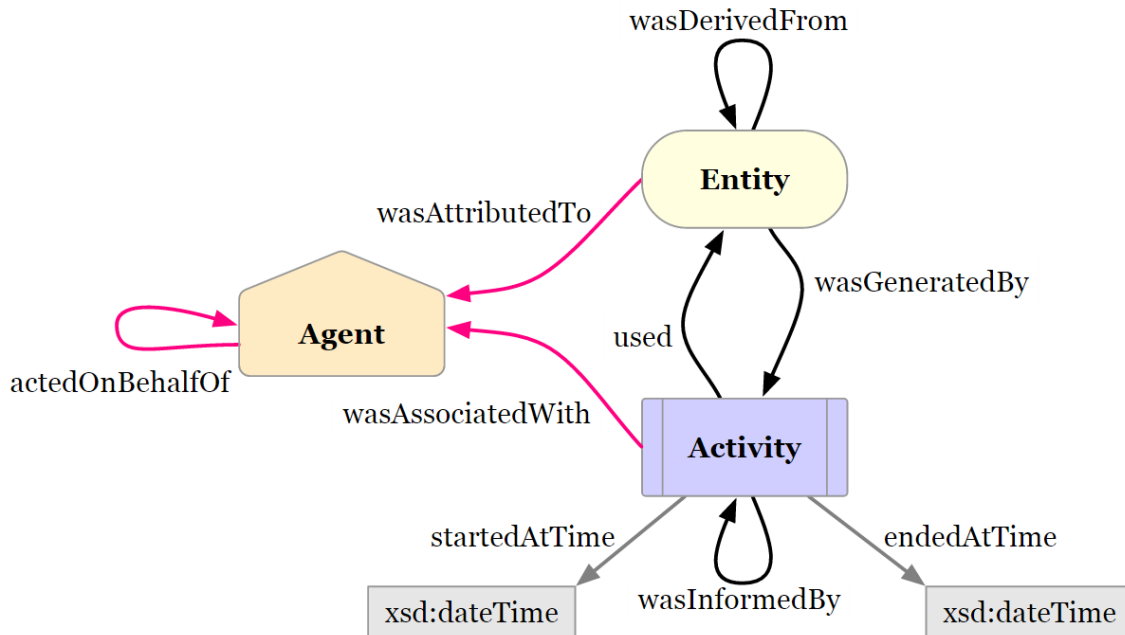 wasDerivedFrom
Entity
wasAttributedTo
wasGeneratedBy
used
Agent
actedOnBehalfOf
wasAssociatedWith
Activity
startedAtTime
endedAtTime
wasInformedBy
xsd:dateTime
xsd:dateTime